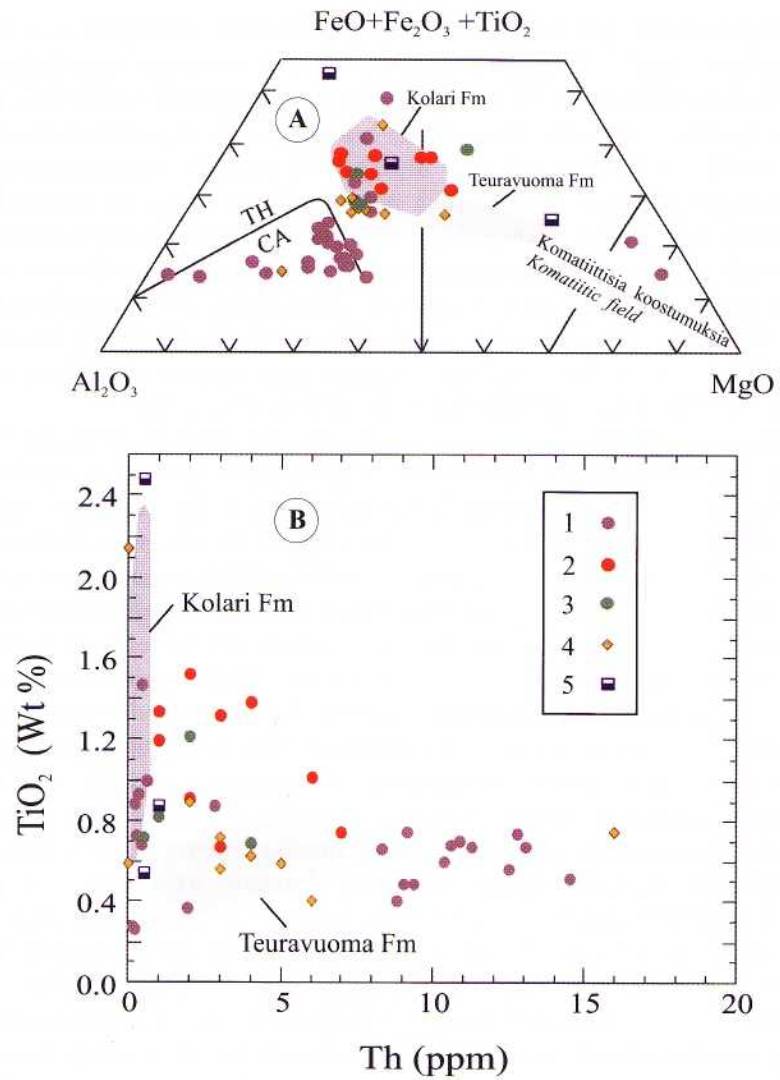 FeO+Fe₂O₃ +TiO₂
A
Kolari Fm
Teuravuoma Fm
TH
CA
Komatiittisia koostumuksia
Komatiitic field
Al₂O₃
MgO
B
2.4
2.0
1.6
1.2
0.8
0.4
0.0
TiO₂ (Wt %)
Kolari Fm
Teuravuoma Fm
1
2
3
4
5
0
5
10
15
20
Th (ppm)